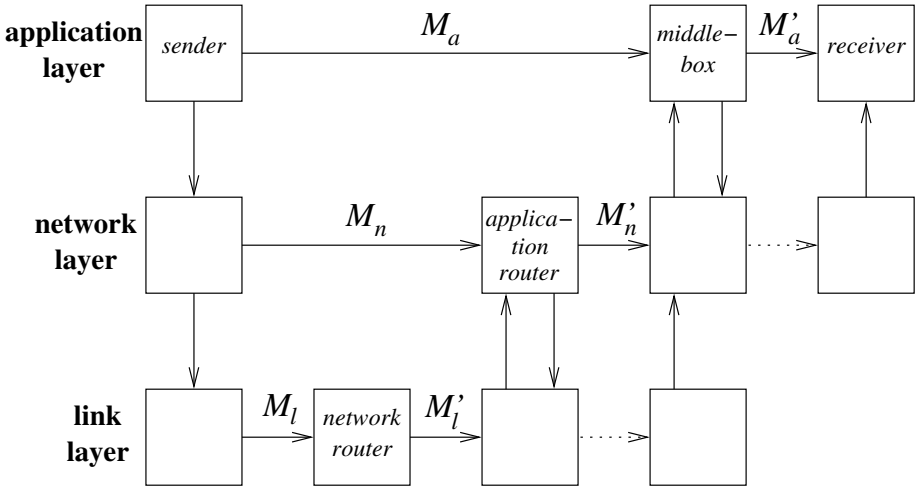 application
layer
sender
M_a
middle-
box
M'_a
receiver
network
layer
M_n
applica-
tion
router
M'_n
link
layer
M_l
network
router
M'_l